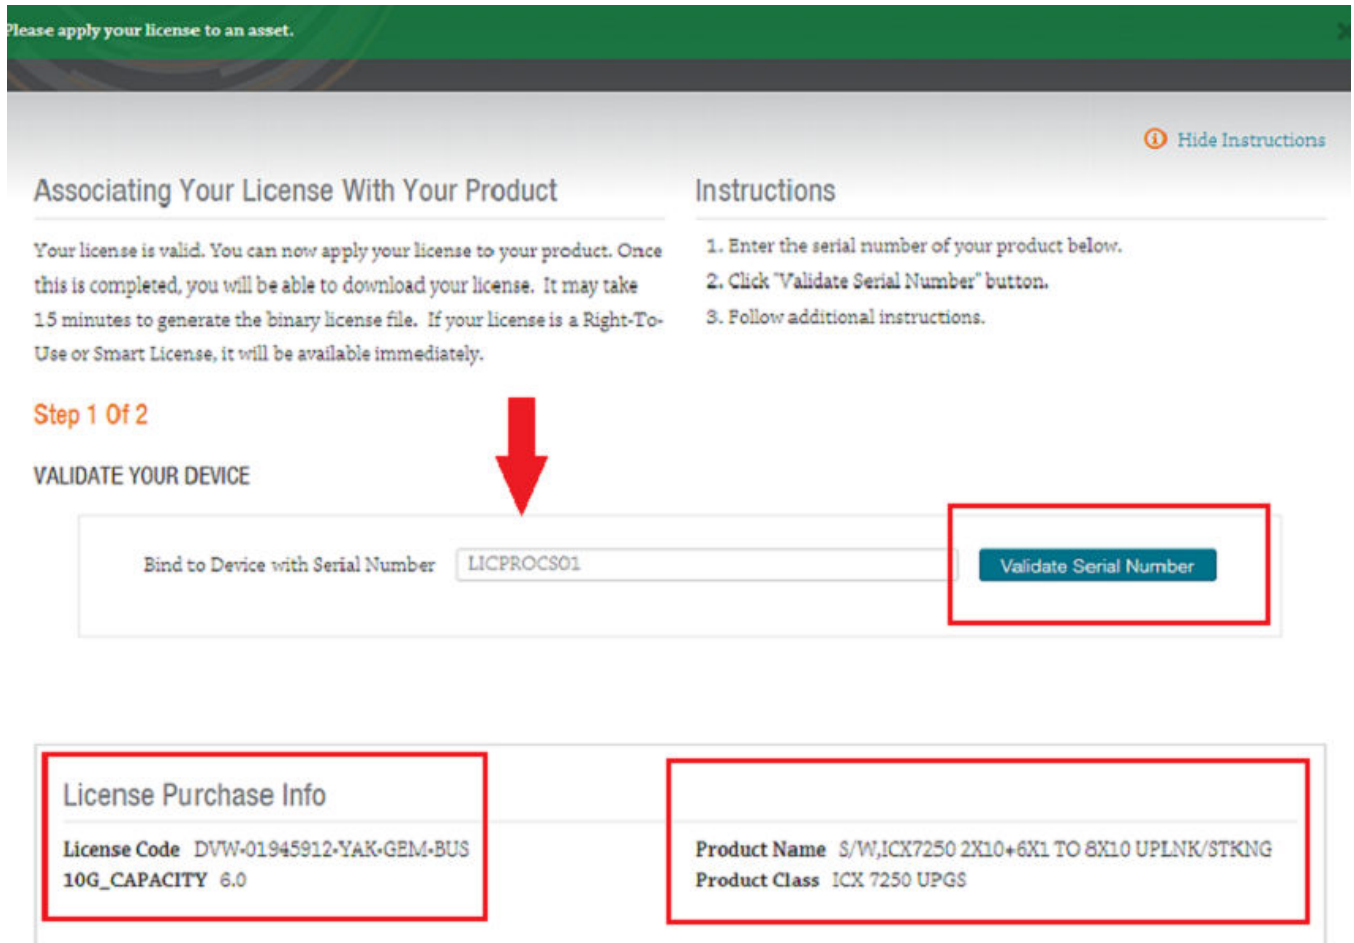 Please apply your license to an asset.
Hide Instructions
Associating Your License With Your Product
Your license is valid. You can now apply your license to your product. Once
this is completed, you will be able to download your license. It may take
15 minutes to generate the binary license file. If your license is a Right-To-
Use or Smart License, it will be available immediately.
Instructions
1. Enter the serial number of your product below.
2. Click "Validate Serial Number" button.
3. Follow additional instructions.
Step 1 Of 2
VALIDATE YOUR DEVICE
Bind to Device with Serial Number LICPROCS01 Validate Serial Number
License Purchase Info
License Code DVW-01945912-YAK-GEM-BUS
10G_CAPACITY 6.0
Product Name S/W,ICX7250 2X10+6X1 TO 8X10 UPLNK/STKNG
Product Class ICX 7250 UPGS